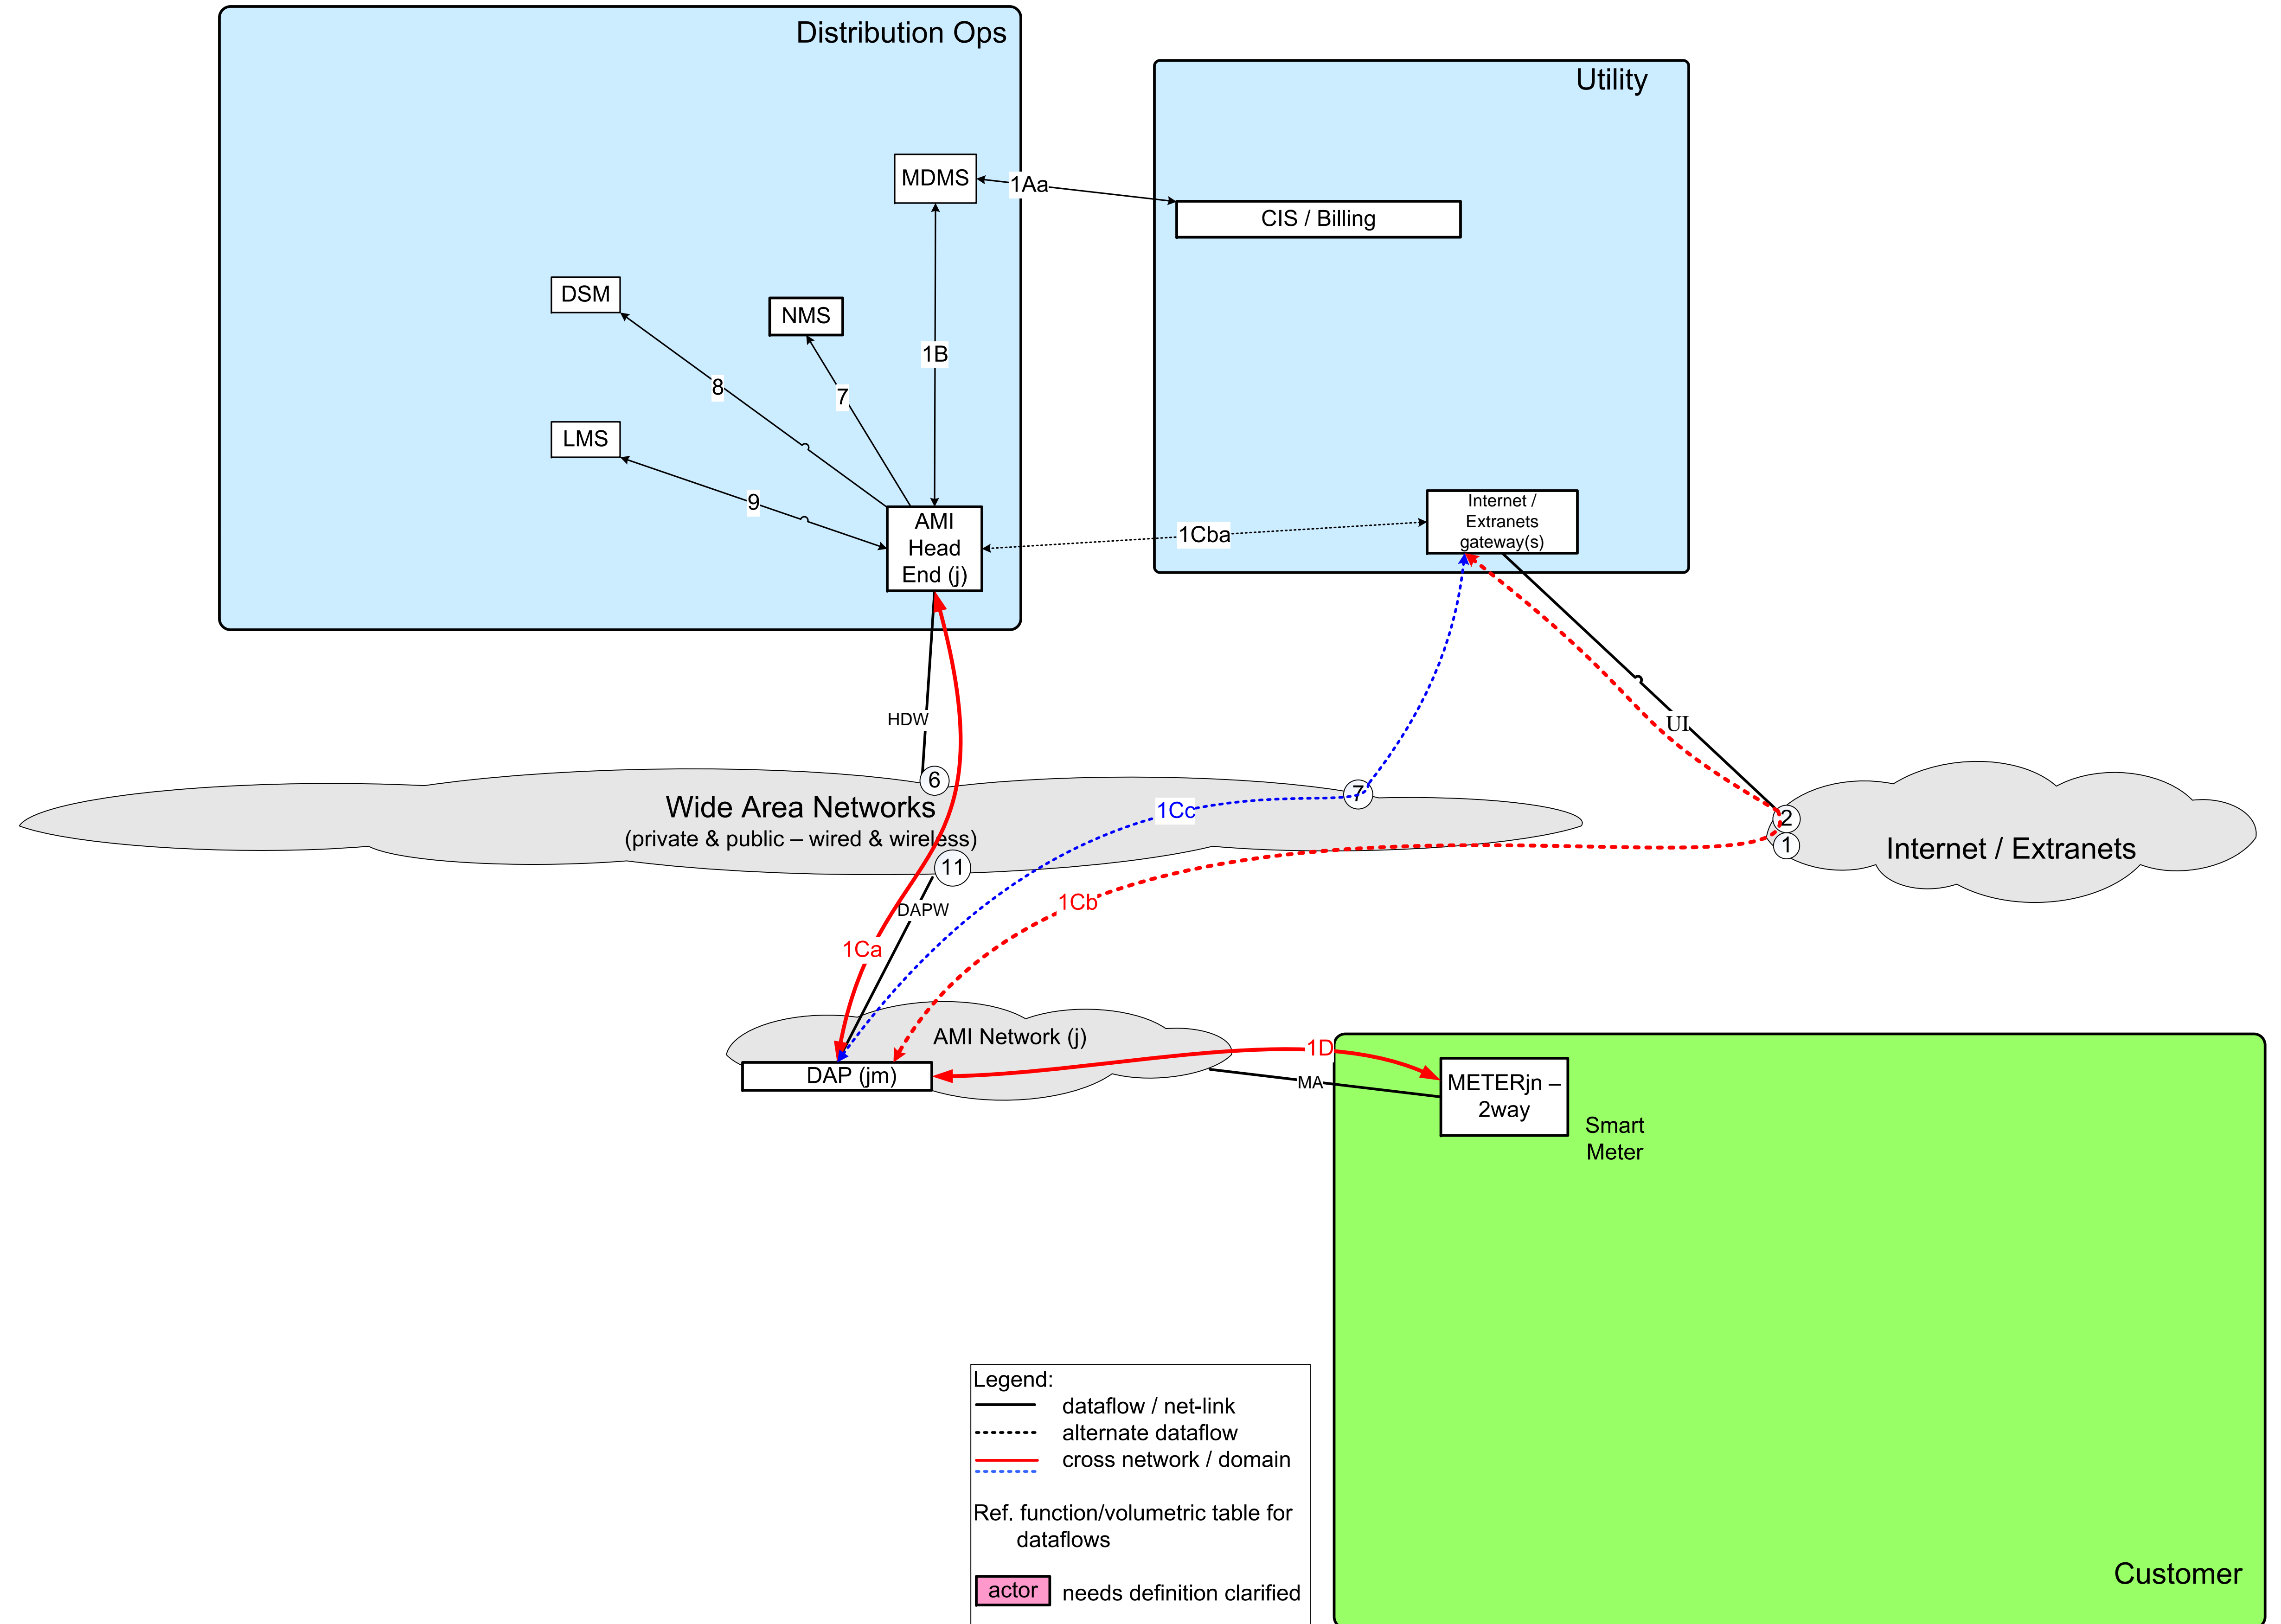 Distribution Ops
Utility
MDMS
1Aa
CIS / Billing
DSM
NMS
1B
8
7
LMS
9
AMI
Head
End (j)
1Cba
Internet /
Extranets
gateway(s)
HDW
UI
6
7
Wide Area Networks
(private & public – wired & wireless)
1Cc
2
1
Internet / Extranets
11
1Cb
DAPW
1Ca
AMI Network (j)
DAP (jm)
1D
MA
METERjn –
2way
Smart
Meter
Legend:
dataflow / net-link
alternate dataflow
cross network / domain
Ref. function/volumetric table for
dataflows
actor
needs definition clarified
Customer